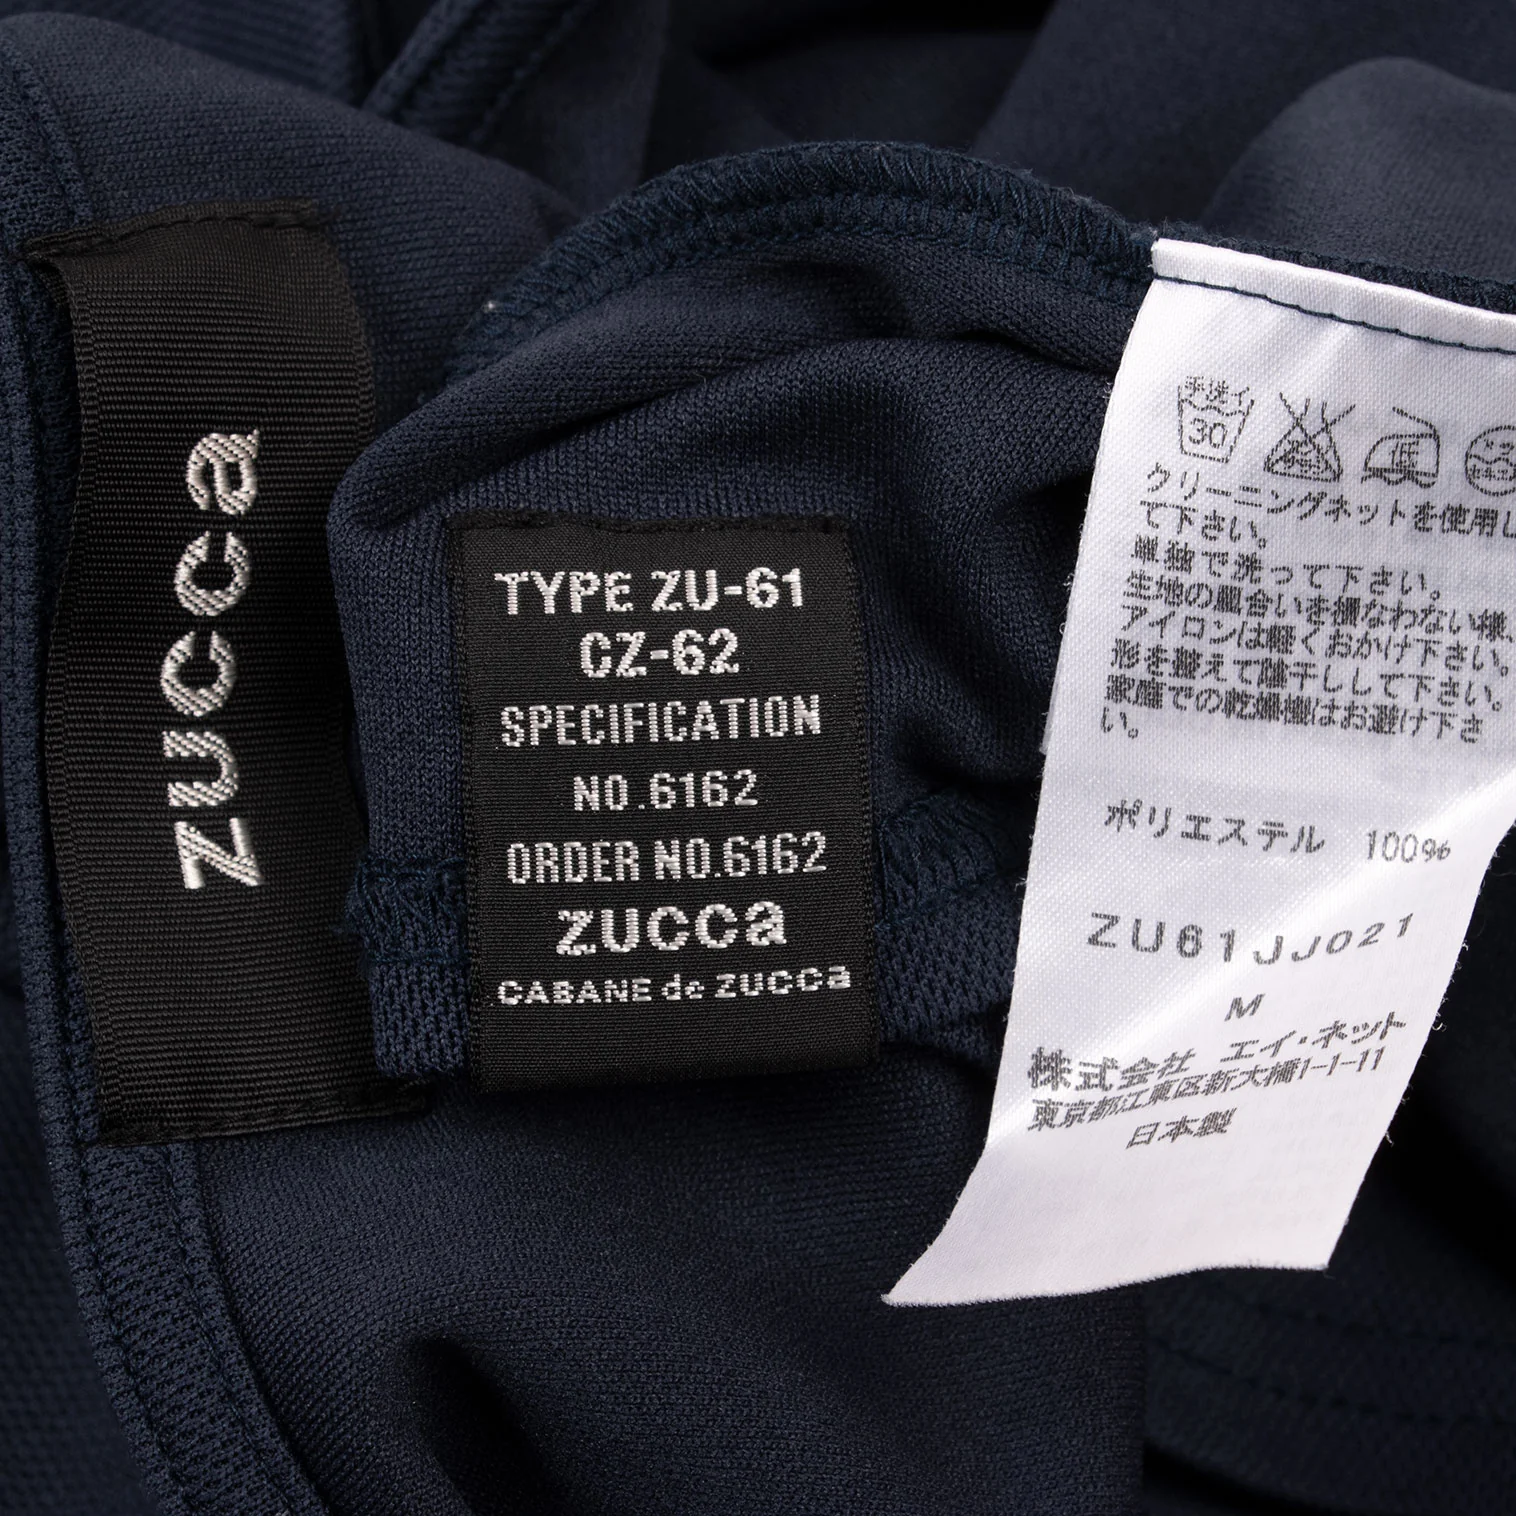 zucca
TYPE ZU-61
CZ-62
SPECIFICATION
NO.6162
ORDER NO.6162
zucca
CABANE de ZUCCa
手洗イ
30
低
クリーニングネットを使用し
て下さい。
単独で洗って下さい。
生地の風合いを損なわない様、
アイロンは軽くおかけ下さい。
形を整えて陰干しして下さい。
家庭での乾燥機はお避け下さ
い。
ポリエステル 100%
ZU61JJ021
M
株式会社 エイ・ネット
東京都江東区新大橋1-1-11
日本製